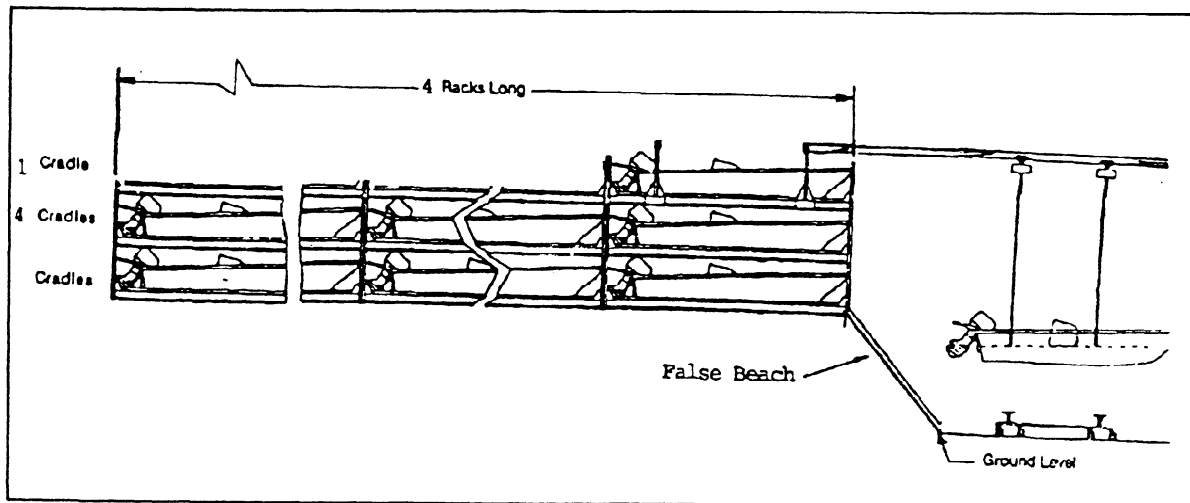 4 Racks Long
1 Cradle
4 Cradles
Cradles
False Beach
Ground Level